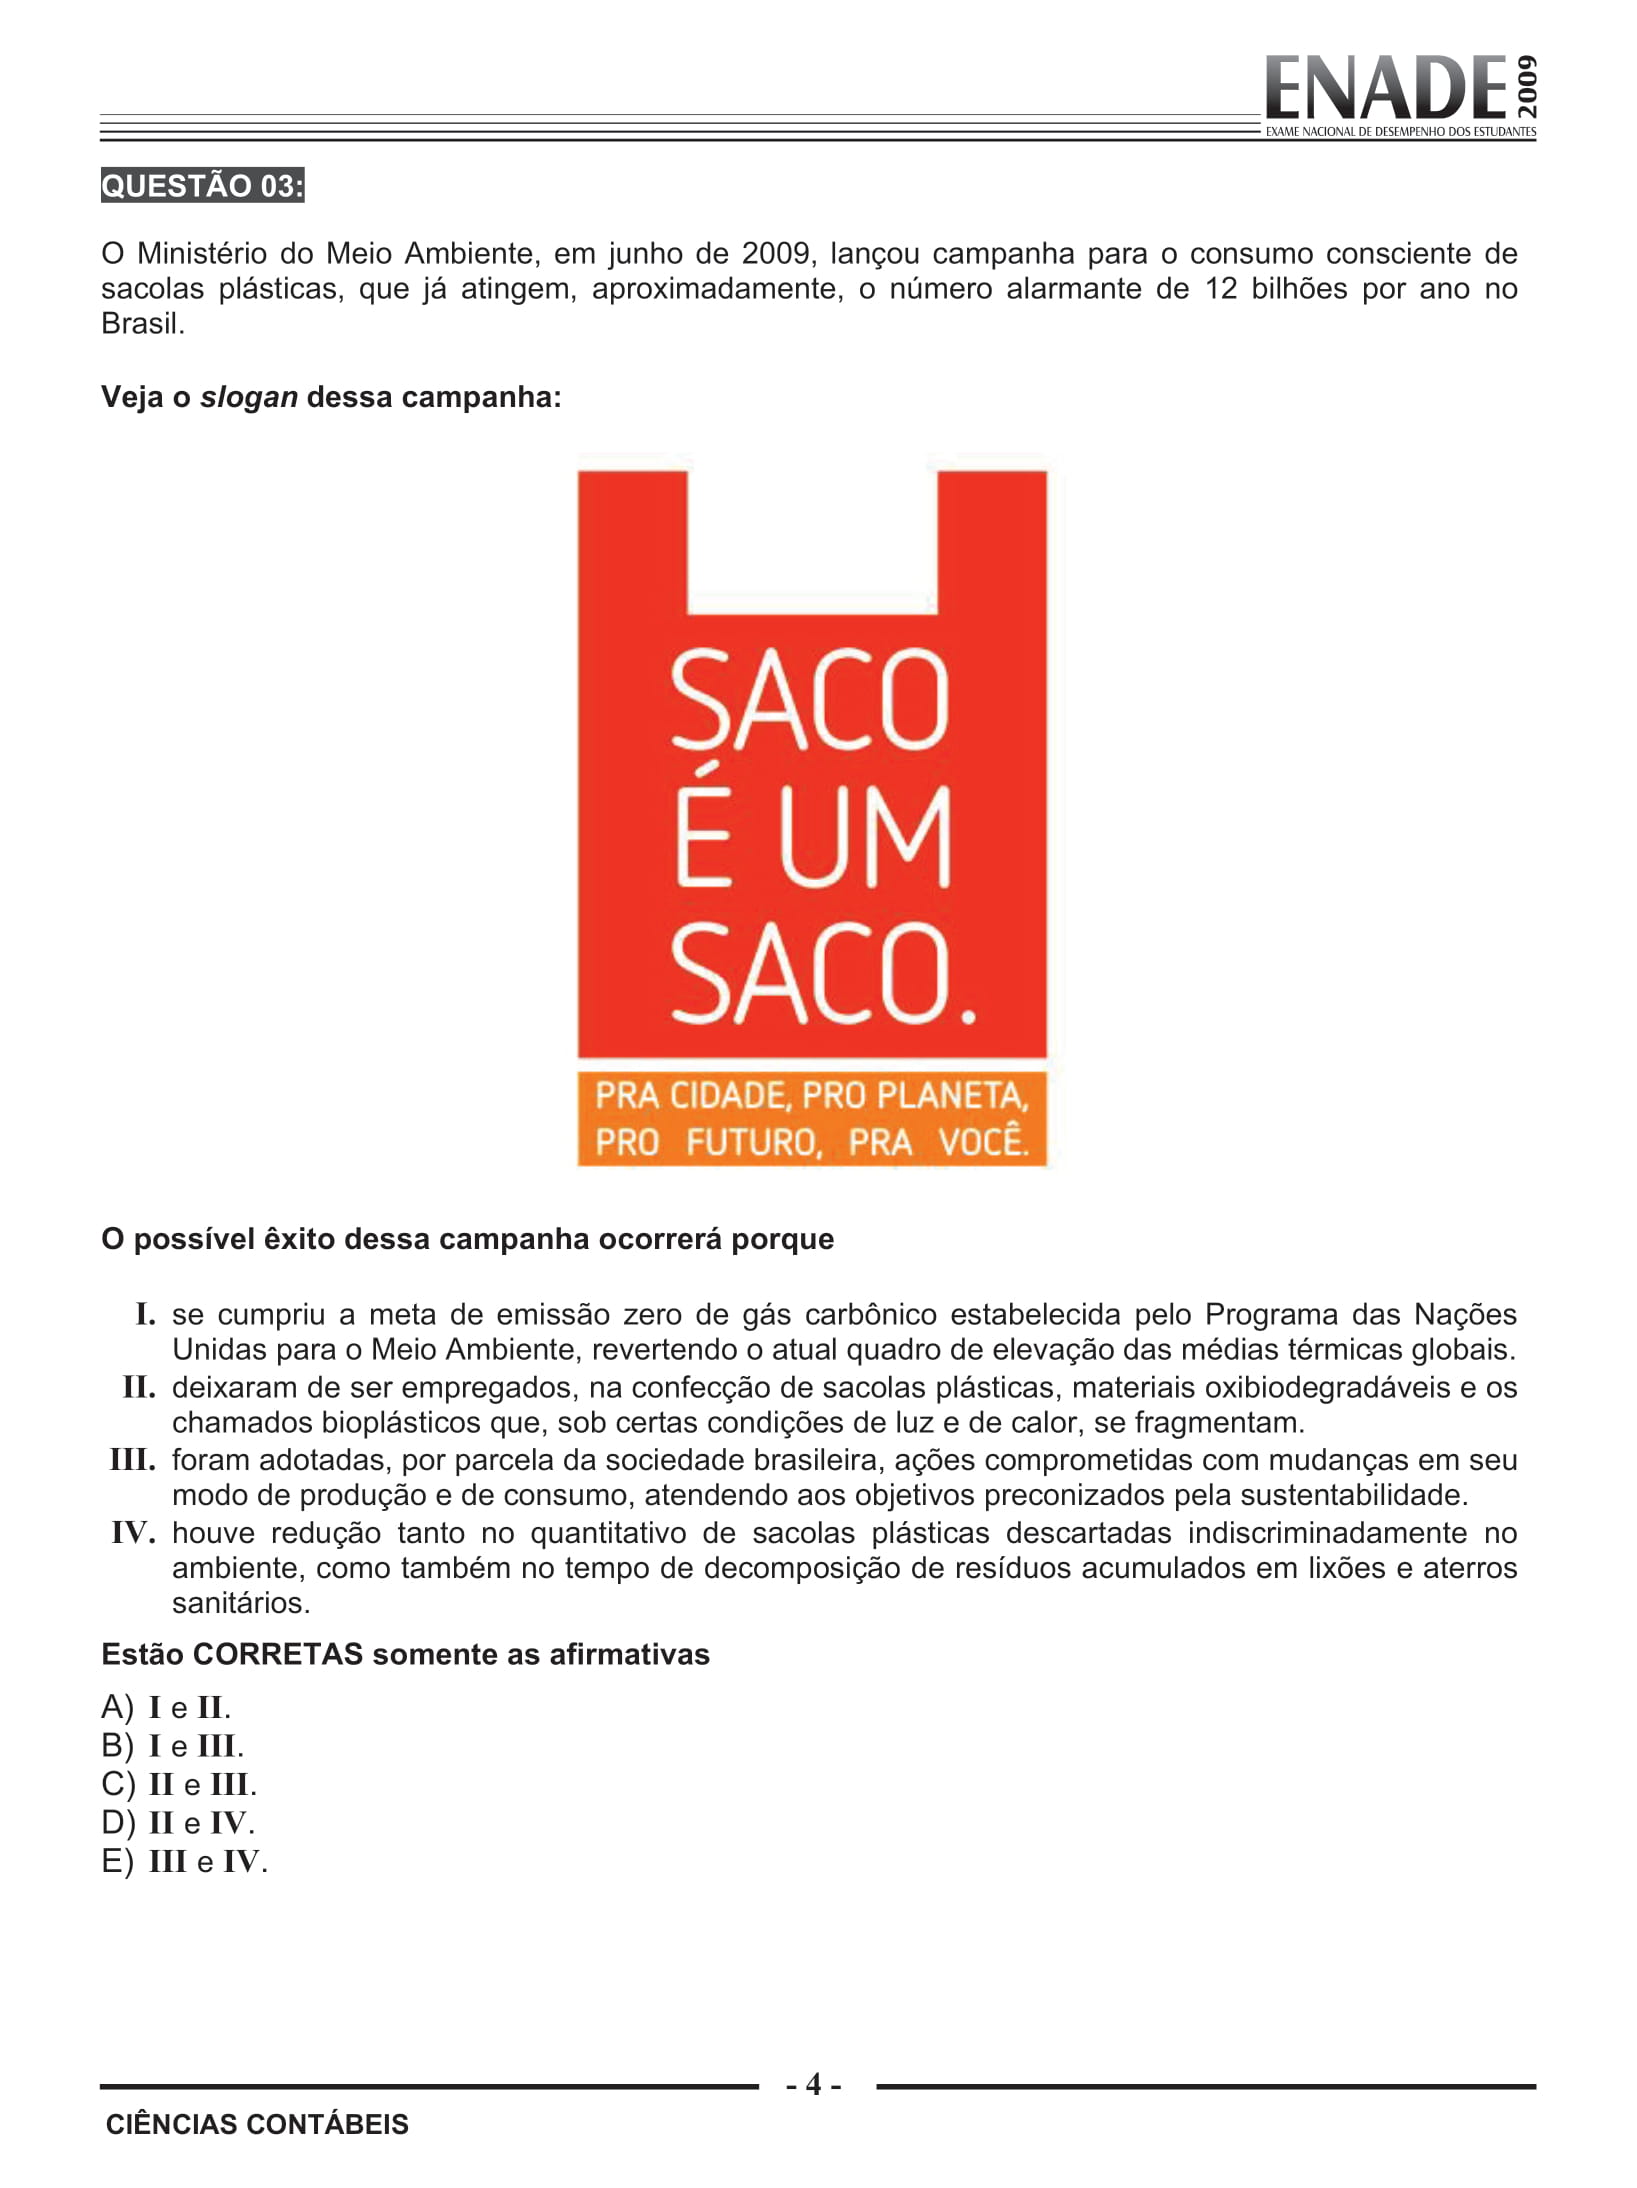 ENADE 2009
EXAME NACIONAL DE DESEMPENHO DOS ESTUDANTES
QUESTÃO 03:
O Ministério do Meio Ambiente, em junho de 2009, lançou campanha para o consumo consciente de
sacolas plásticas, que já atingem, aproximadamente, o número alarmante de 12 bilhões por ano no
Brasil.
Veja o slogan dessa campanha:
SACO
É UM
SACO.
PRA CIDADE, PRO PLANETA,
PRO FUTURO, PRA VOCÊ.
O possível êxito dessa campanha ocorrerá porque
I. se cumpriu a meta de emissão zero de gás carbônico estabelecida pelo Programa das Nações
Unidas para o Meio Ambiente, revertendo o atual quadro de elevação das médias térmicas globais.
II. deixaram de ser empregados, na confecção de sacolas plásticas, materiais oxibiodegradáveis e os
chamados bioplásticos que, sob certas condições de luz e de calor, se fragmentam.
III. foram adotadas, por parcela da sociedade brasileira, ações comprometidas com mudanças em seu
modo de produção e de consumo, atendendo aos objetivos preconizados pela sustentabilidade.
IV. houve redução tanto no quantitativo de sacolas plásticas descartadas indiscriminadamente no
ambiente, como também no tempo de decomposição de resíduos acumulados em lixões e aterros
sanitários.
Estão CORRETAS somente as afirmativas
A) I e II.
B) I e III.
C) II e III.
D) II e IV.
E) III e IV.
- 4 -
CIÊNCIAS CONTÁBEIS